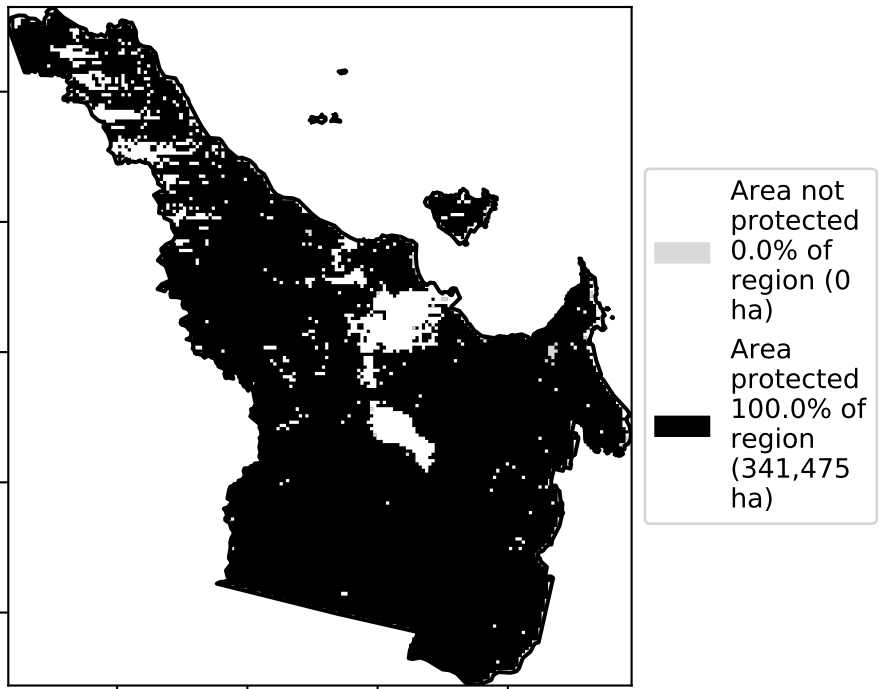 Area not
protected
0.0% of
region (0
ha)
Area
protected
100.0% of
region
(341,475
ha)